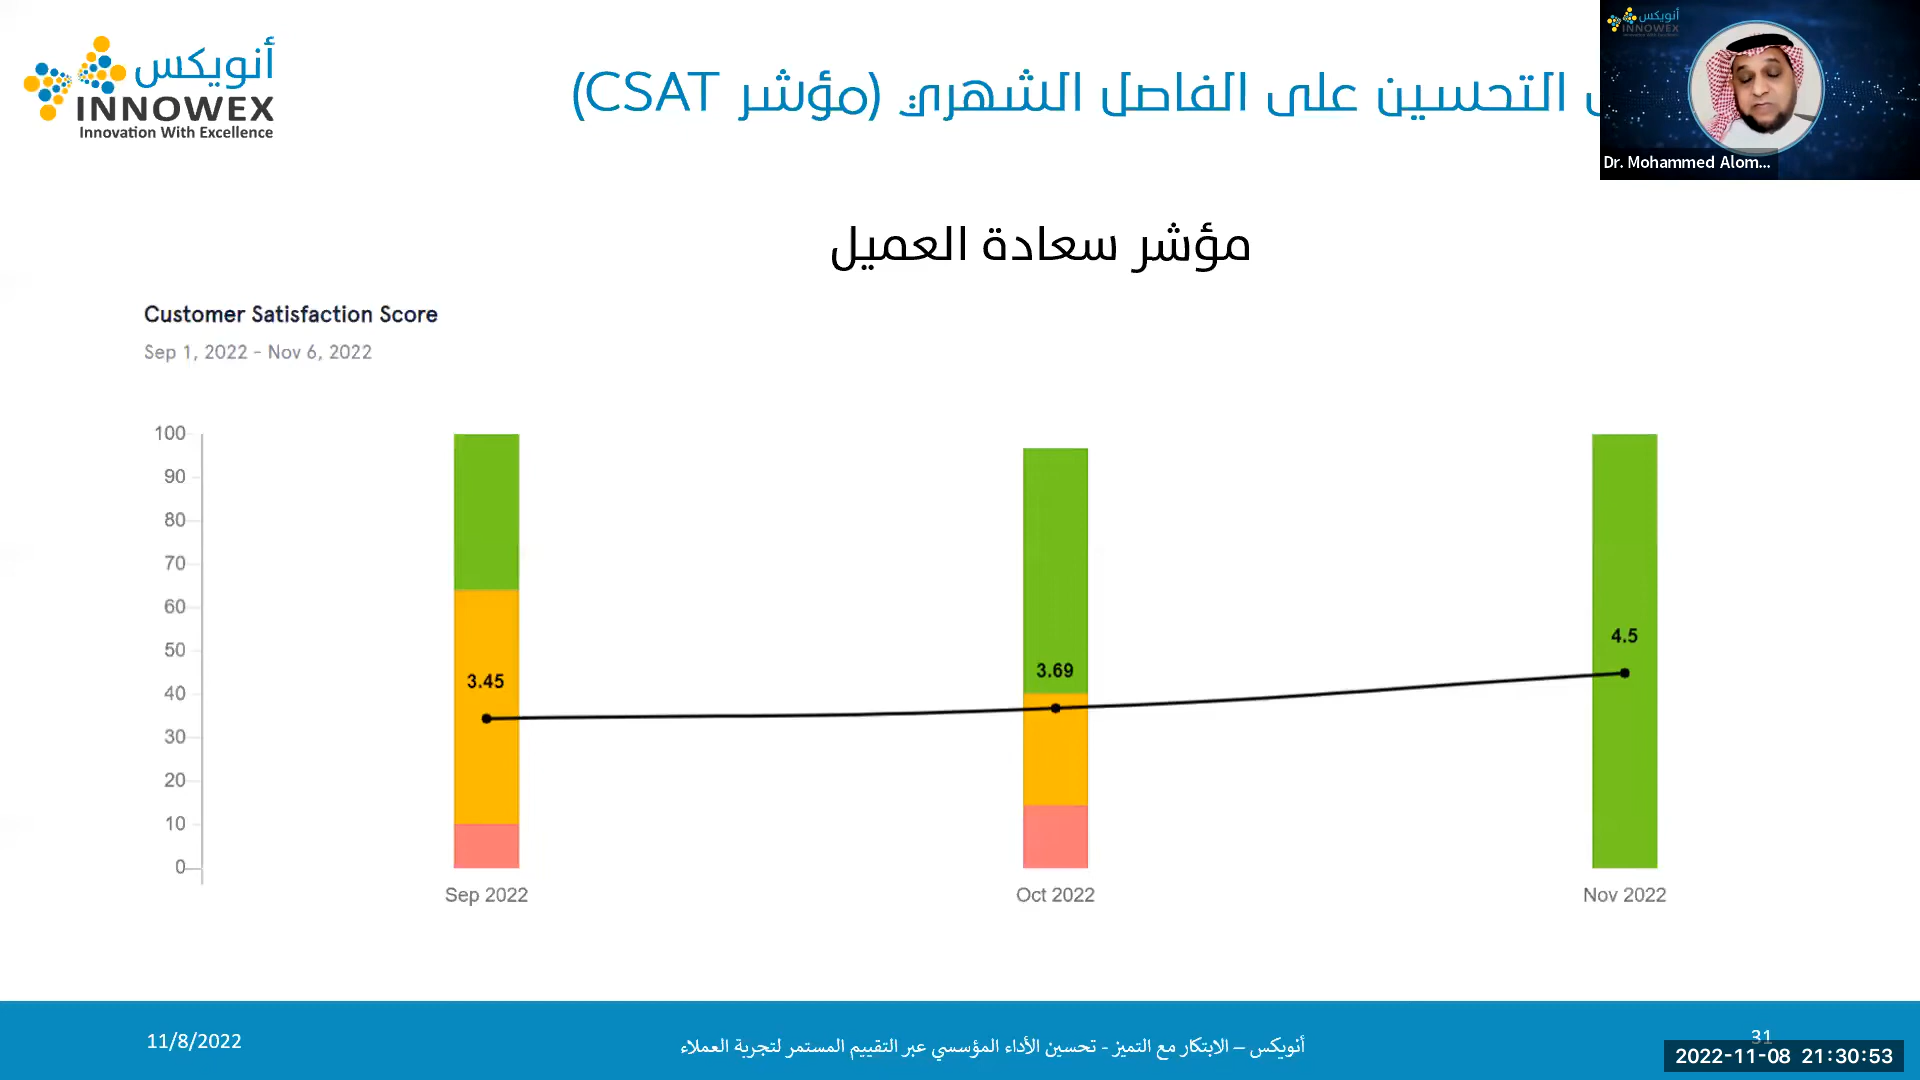 أنويكس
INNOWEX
Innovation With Excellence
التحسين على الفاصل الشهري (مؤشر CSAT)
أنويكس
INNOWEX
Dr. Mohammed Alom...
مؤشر سعادة العميل
Customer Satisfaction Score
Sep 1, 2022 - Nov 6, 2022
100
90
80
70
60
50
40
30
20
10
0
3.45
3.69
4.5
Sep 2022
Oct 2022
Nov 2022
11/8/2022
أنويكس – الابتكار مع التميز - تحسين الأداء المؤسسي عبر التقييم المستمر لتجربة العملاء
31
2022-11-08 21:30:53